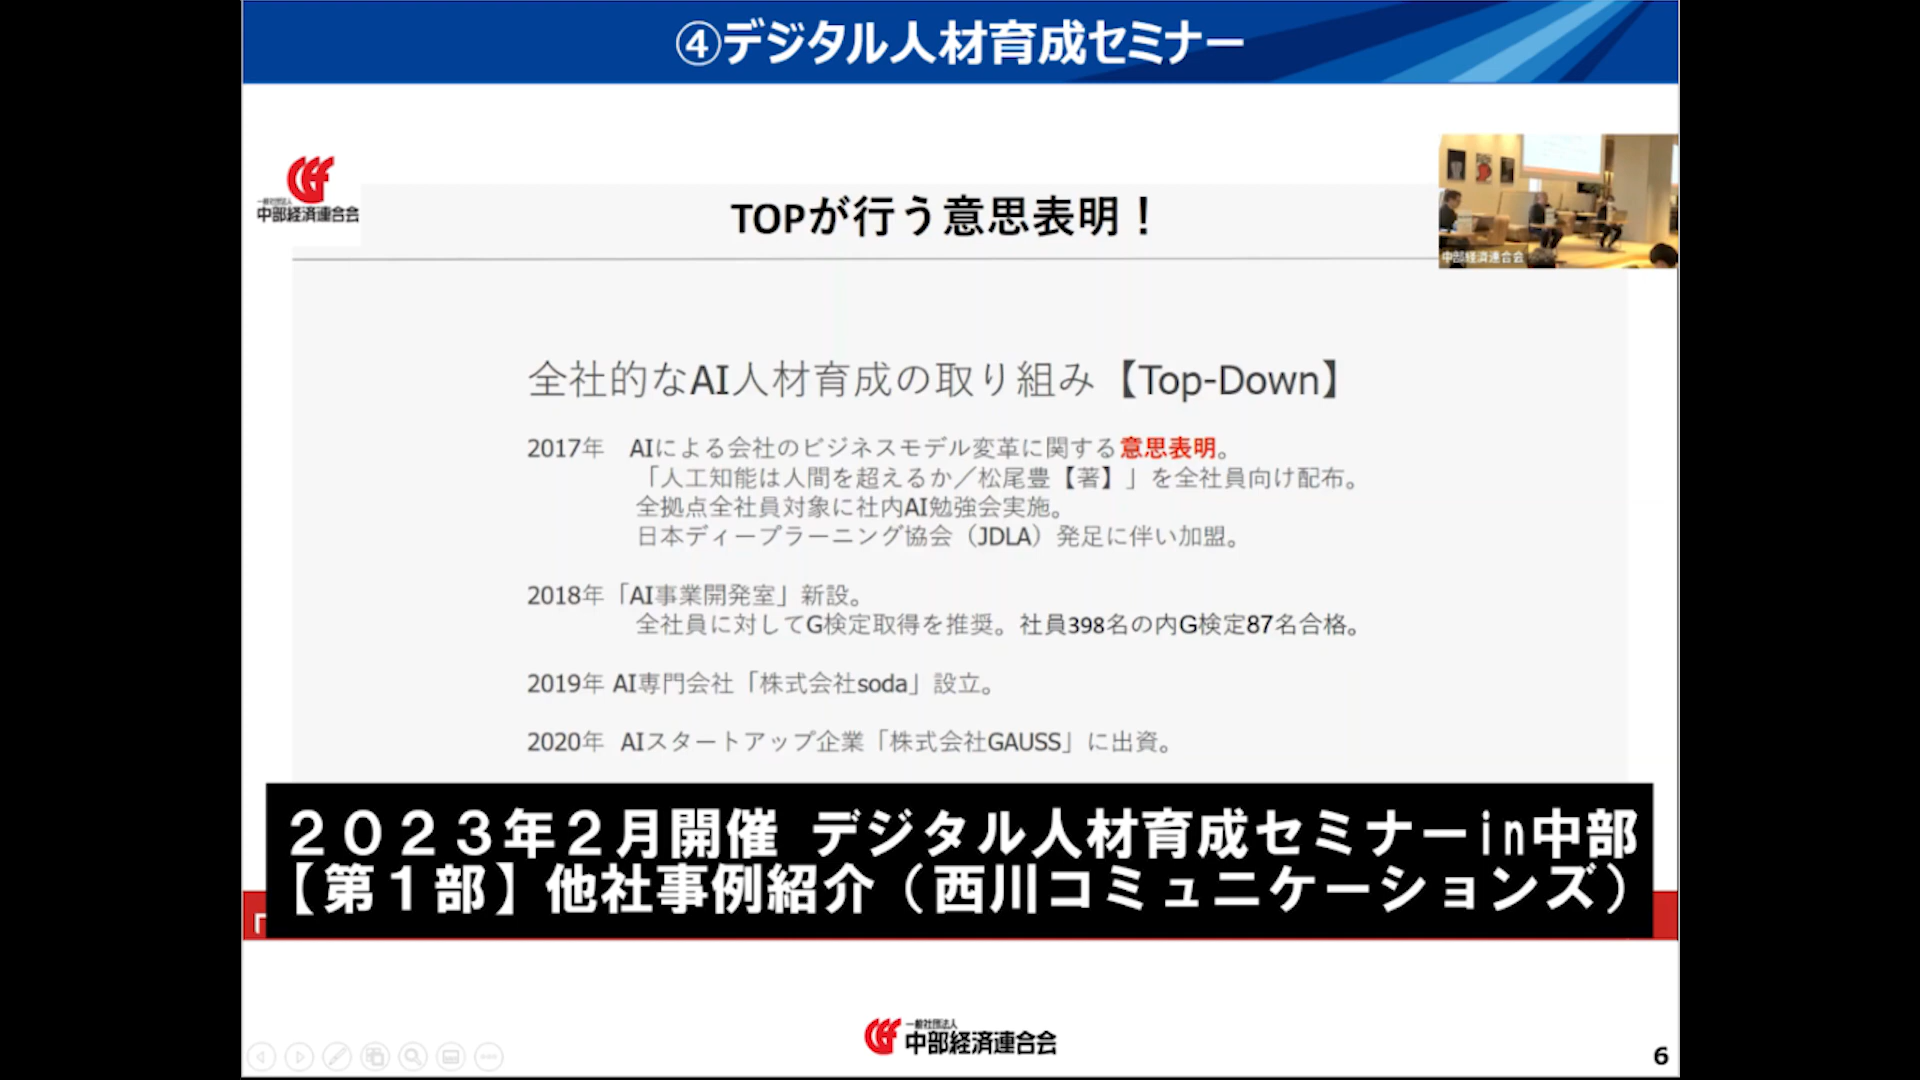 ④デジタル人材育成セミナー
一般社団法人
中部経済連合会
TOPが行う意思表明！
中部経済連合会
全社的なAI人材育成の取り組み【Top-Down】
2017年 AIによる会社のビジネスモデル変革に関する意思表明。
「人工知能は人間を超えるか／松尾豊【著】」を全社員向け配布。
全拠点全社員対象に社内AI勉強会実施。
日本ディープラーニング協会（JDLA）発足に伴い加盟。
2018年「AI事業開発室」新設。
全社員に対してG検定取得を推奨。社員398名の内G検定87名合格。
2019年 AI専門会社「株式会社soda」設立。
2020年 AIスタートアップ企業「株式会社GAUSS」に出資。
２０２３年２月開催 デジタル人材育成セミナーin中部
【第１部】他社事例紹介（西川コミュニケーションズ）
一般社団法人
中部経済連合会
6